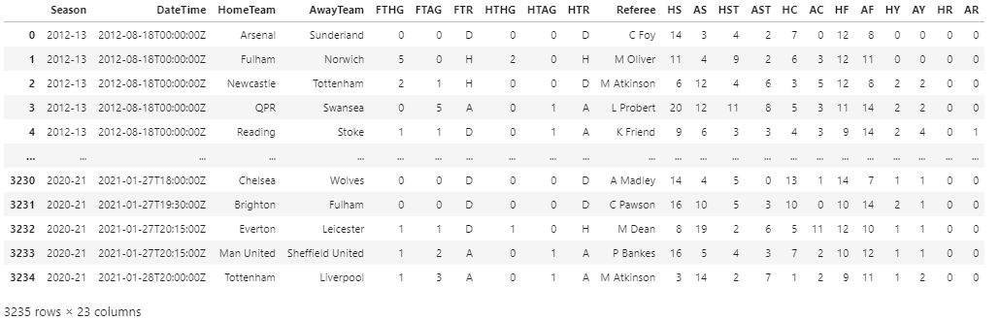 Season DateTime HomeTeam AwayTeam FTHG FTAG FTR HTHG HTAG HTR Referee HS AS HST AST HC AC HF AF HY AY HR AR
0 2012-13 2012-08-18T00:00:00Z Arsenal Sunderland 0 0 D 0 0 D C Foy 14 3 4 2 7 0 12 8 0 0 0 0
1 2012-13 2012-08-18T00:00:00Z Fulham Norwich 5 0 H 2 0 H M Oliver 11 4 9 2 6 3 12 11 0 0 0 0
2 2012-13 2012-08-18T00:00:00Z Newcastle Tottenham 2 1 H 0 0 D M Atkinson 6 12 4 6 3 5 12 8 2 2 0 0
3 2012-13 2012-08-18T00:00:00Z QPR Swansea 0 5 A 0 1 A L Probert 20 12 11 8 5 3 11 14 2 2 0 0
4 2012-13 2012-08-18T00:00:00Z Reading Stoke 1 1 D 0 1 A K Friend 9 6 3 3 4 3 9 14 2 4 0 1
... ... ... ... ... ... ... ... ... ... ... ... ... ... ... ... ... ... ... ... ... ... ... ...
3230 2020-21 2021-01-27T18:00:00Z Chelsea Wolves 0 0 D 0 0 D A Madley 14 4 5 0 13 1 14 7 1 1 0 0
3231 2020-21 2021-01-27T19:30:00Z Brighton Fulham 0 0 D 0 0 D C Pawson 16 10 5 3 10 0 10 14 2 1 0 0
3232 2020-21 2021-01-27T20:15:00Z Everton Leicester 1 1 D 1 0 H M Dean 8 19 2 6 5 11 12 10 1 1 0 0
3233 2020-21 2021-01-27T20:15:00Z Man United Sheffield United 1 2 A 0 1 A P Bankes 16 5 4 3 7 2 10 12 1 1 0 0
3234 2020-21 2021-01-28T20:00:00Z Tottenham Liverpool 1 3 A 0 1 A M Atkinson 3 14 2 7 1 2 9 11 1 2 0 0
3235 rows × 23 columns